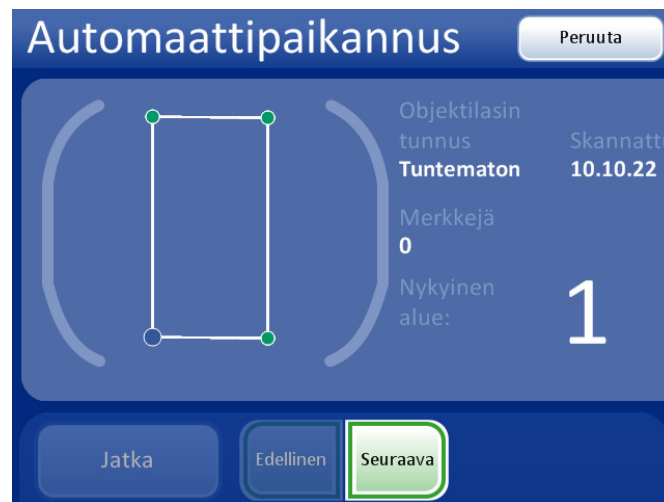 Automaattipaikannus
Peruuta
Objektilasin
tunnus
Tuntematon
10.10.22
Merkkejä
0
Nykyinen
alue:
1
Jatka
Edellinen
Seuraava